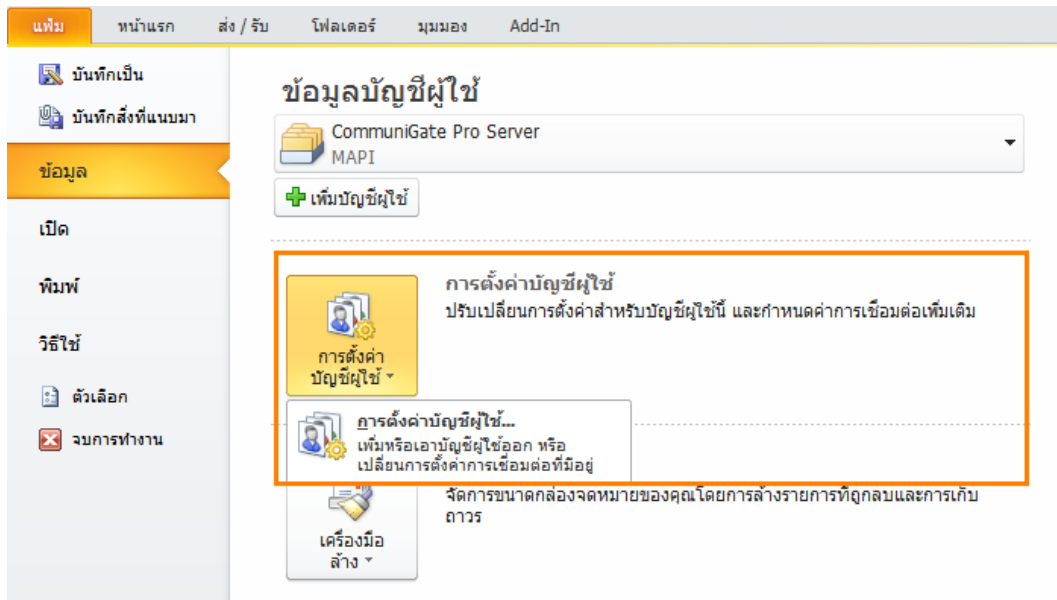 แฟ้ม หน้าแรก ส่ง / รับ โฟลเดอร์ มุมมอง Add-In
บันทึกเป็น
บันทึกสิ่งที่แนบมา
ข้อมูล
เปิด
พิมพ์
วิธีใช้
ตัวเลือก
จบการทำงาน
ข้อมูลบัญชีผู้ใช้
CommuniGate Pro Server
MAPI
เพิ่มบัญชีผู้ใช้
การตั้งค่า
บัญชีผู้ใช้
การตั้งค่าบัญชีผู้ใช้
ปรับเปลี่ยนการตั้งค่าสำหรับบัญชีผู้ใช้นี้ และกำหนดค่าการเชื่อมต่อเพิ่มเติม
การตั้งค่าบัญชีผู้ใช้...
เพิ่มหรือเอาบัญชีผู้ใช้ออก หรือ
เปลี่ยนการตั้งค่าการเชื่อมต่อที่มีอยู่
จัดการขนาดกล่องจดหมายของคุณโดยการล้างรายการที่ถูกลบและการเก็บ
ถาวร
เครื่องมือ
ล้าง